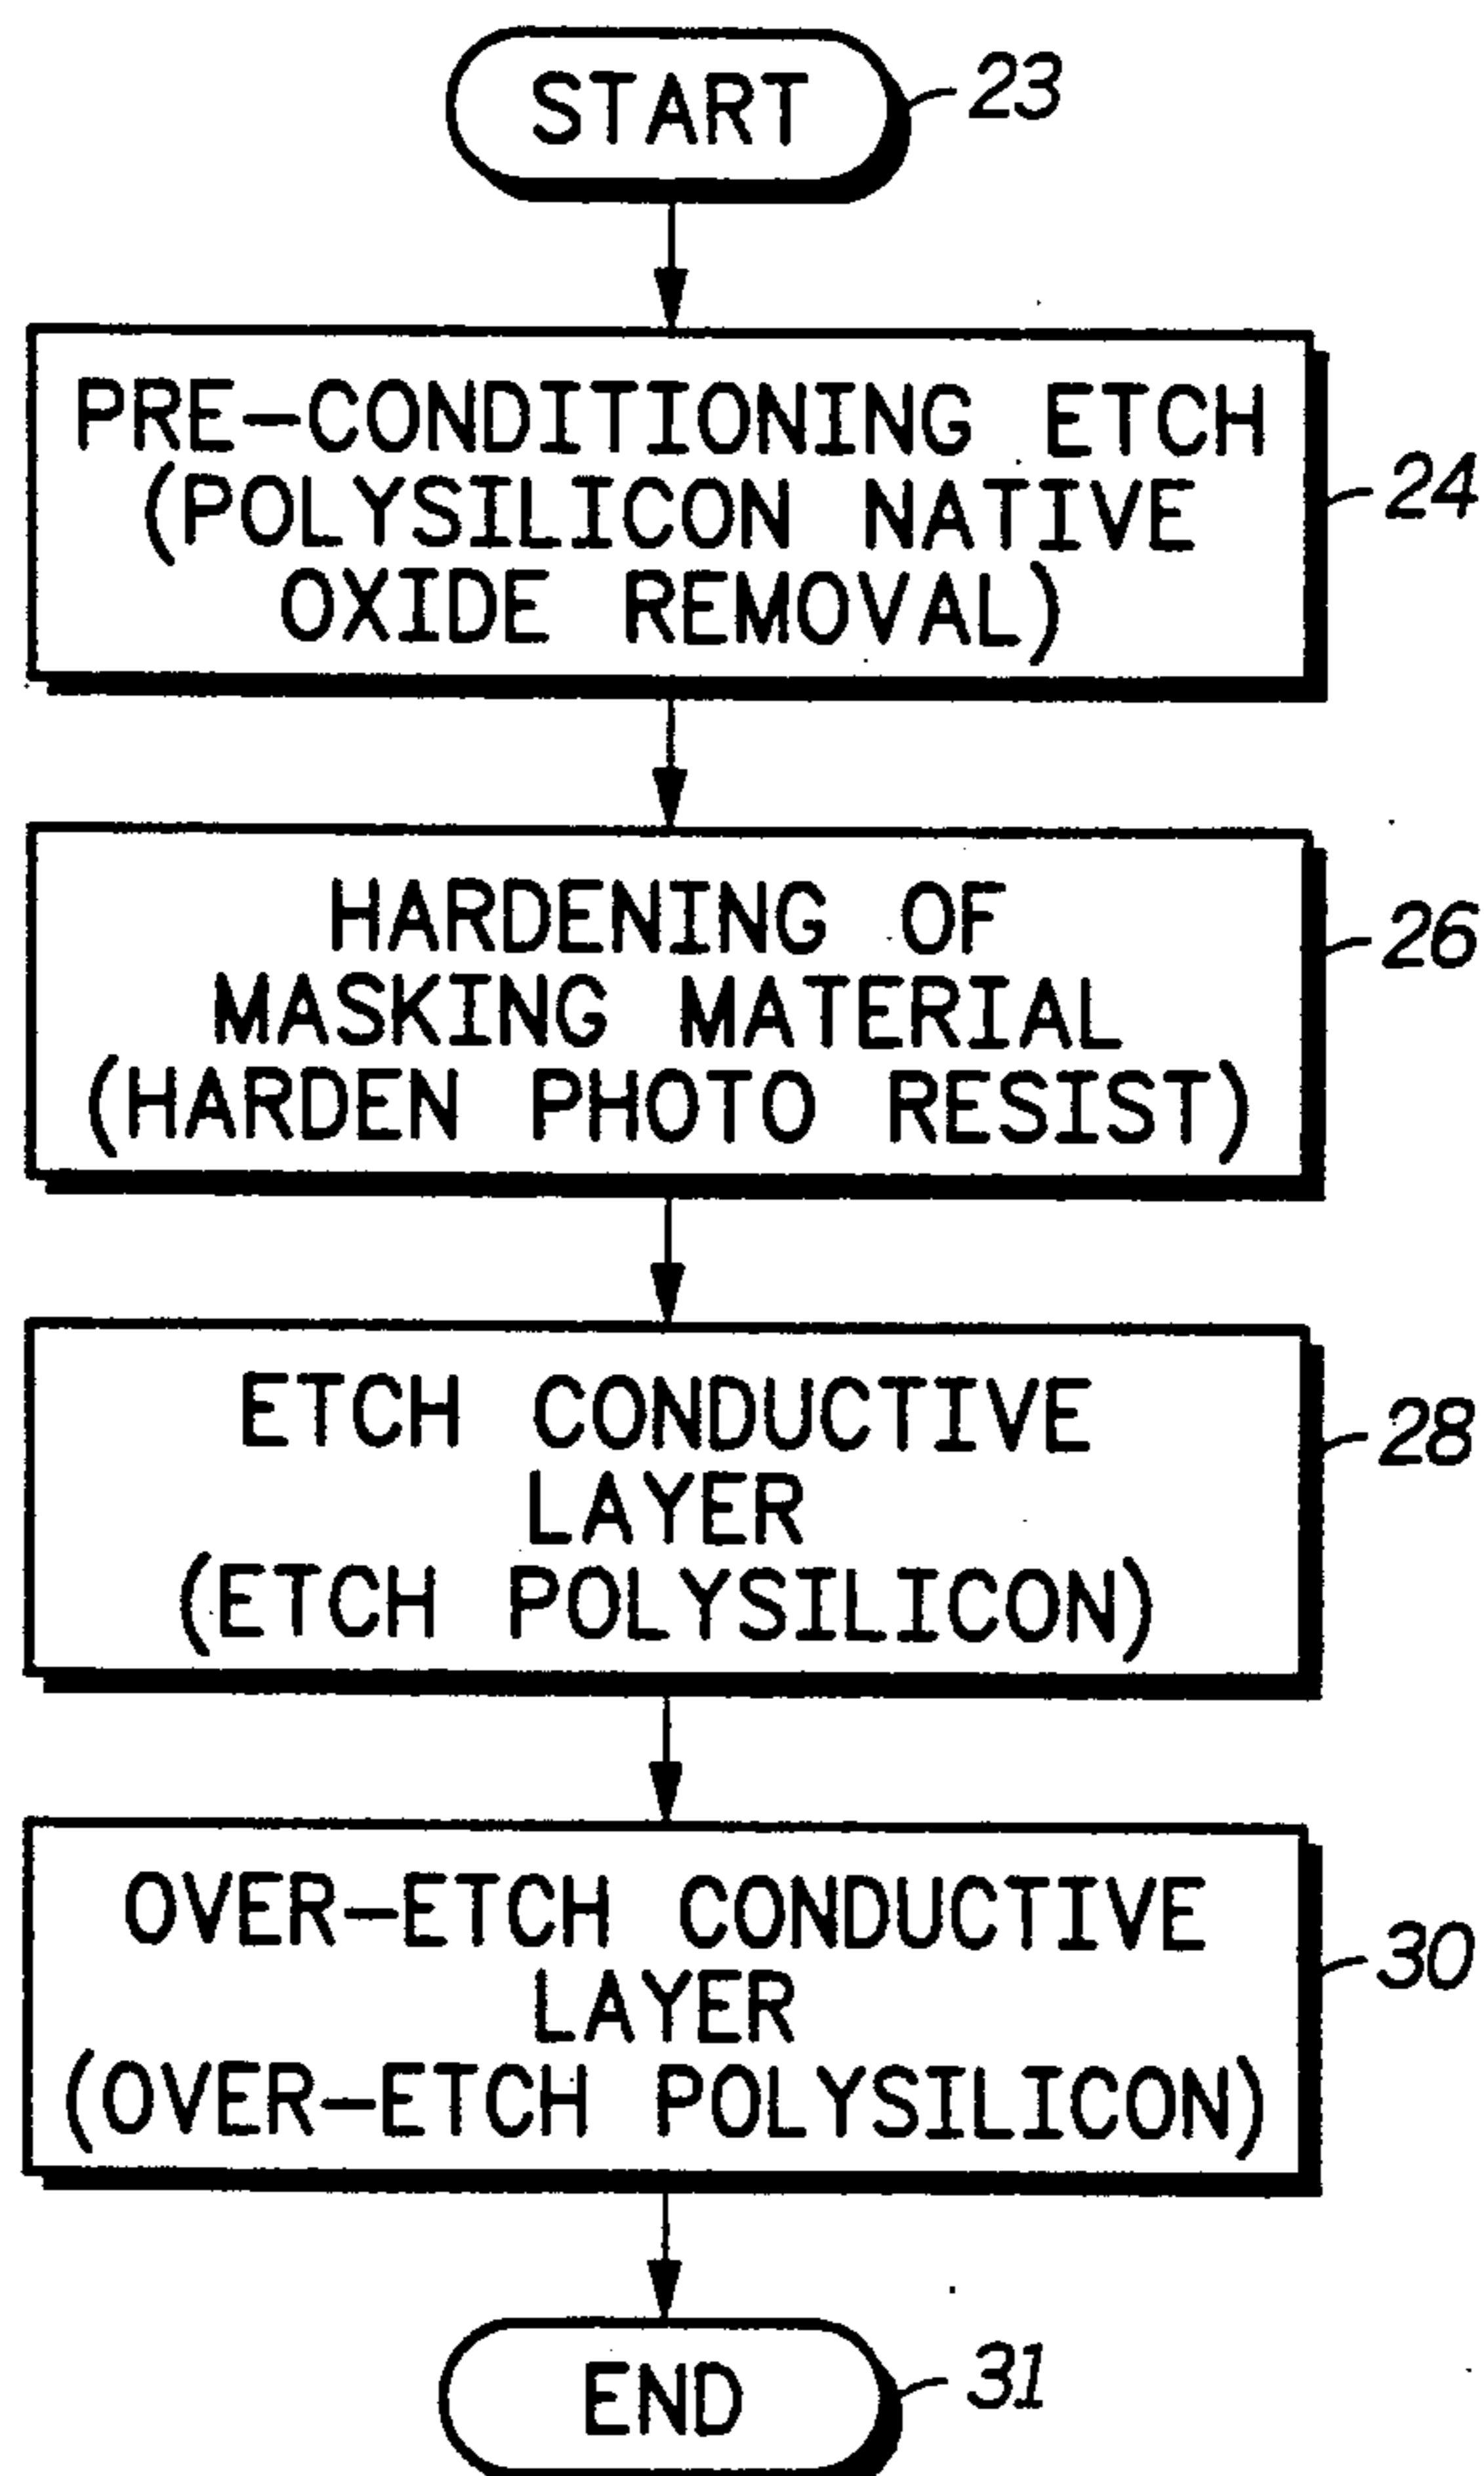 START
23
PRE-CONDITIONING ETCH
(POLYSILICON NATIVE
OXIDE REMOVAL)
24
HARDENING OF
MASKING MATERIAL
(HARDEN PHOTO RESIST)
26
ETCH CONDUCTIVE
LAYER
(ETCH POLYSILICON)
28
OVER-ETCH CONDUCTIVE
LAYER
(OVER-ETCH POLYSILICON)
30
END
31